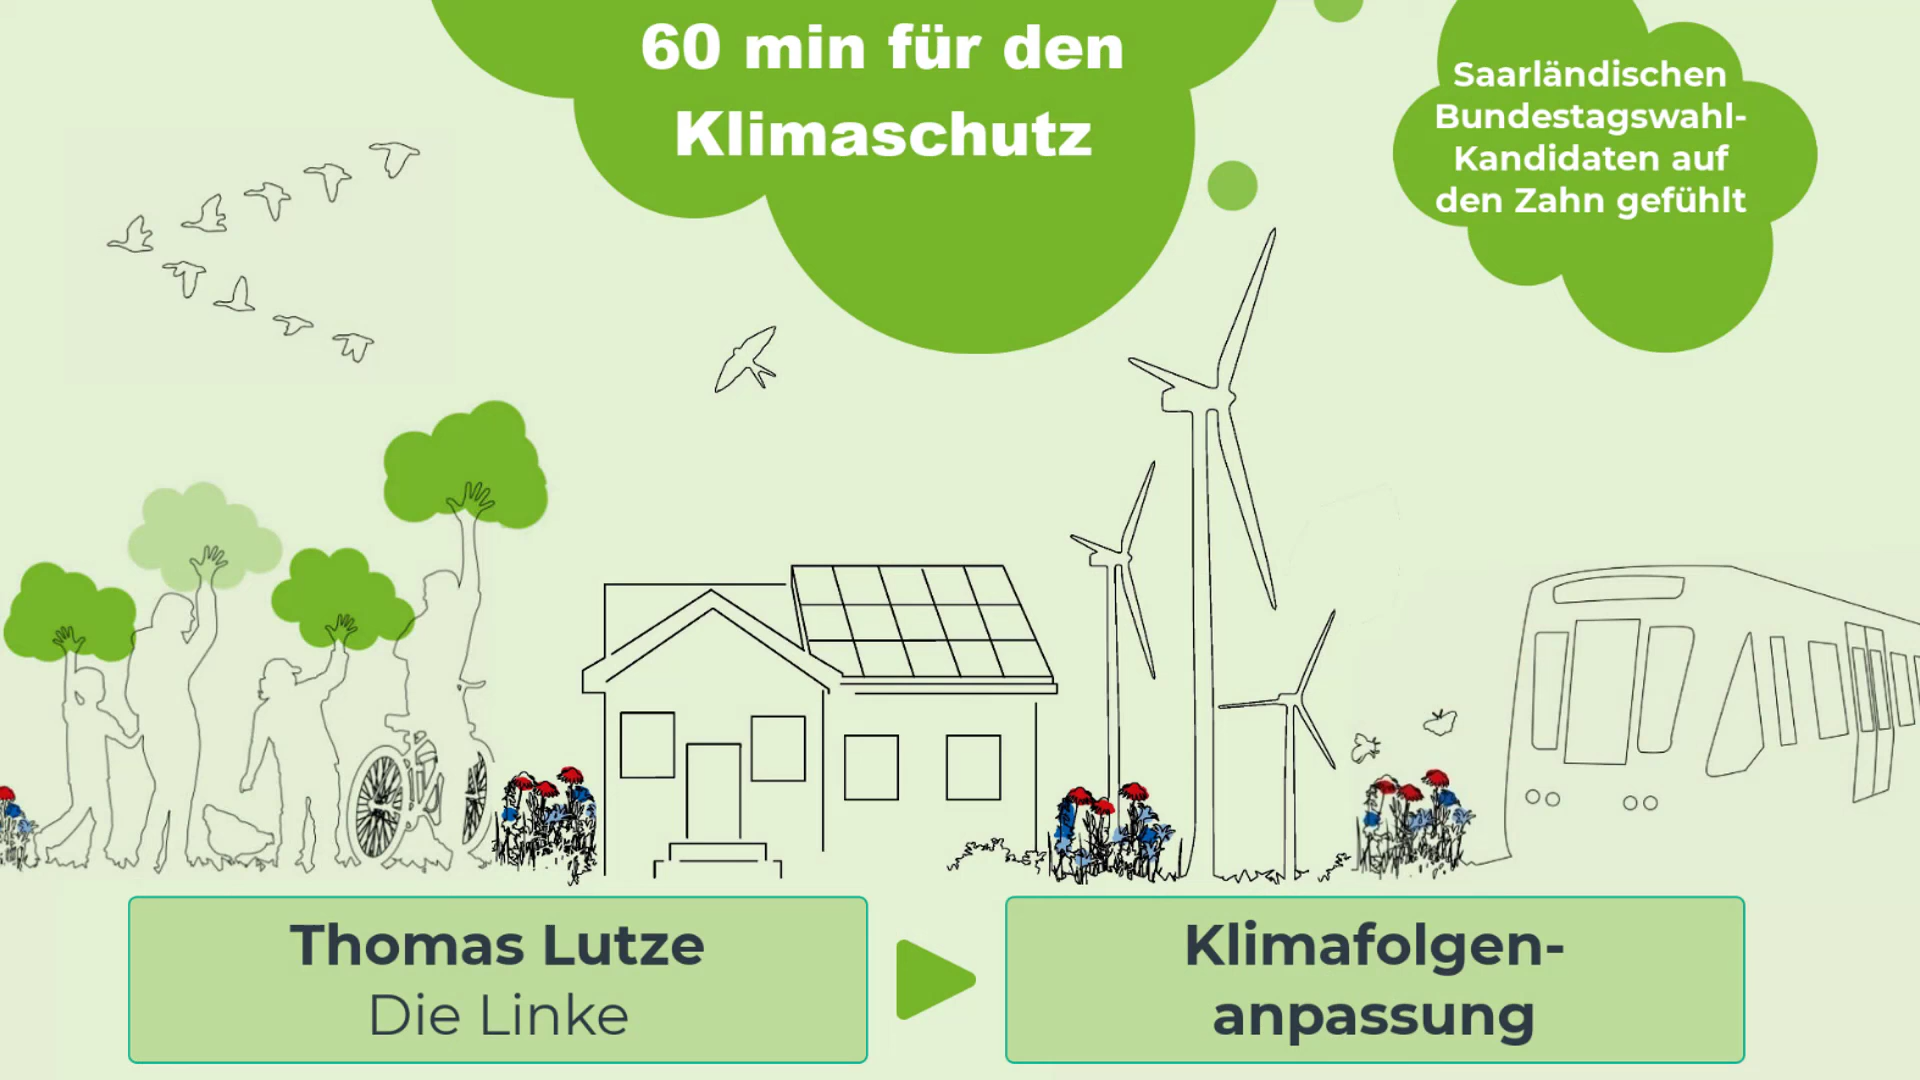 60 min für den
Klimaschutz
Saarländischen
Bundestagswahl-
Kandidaten auf
den Zahn gefühlt
Thomas Lutze
Die Linke
Klimafolgen-
anpassung